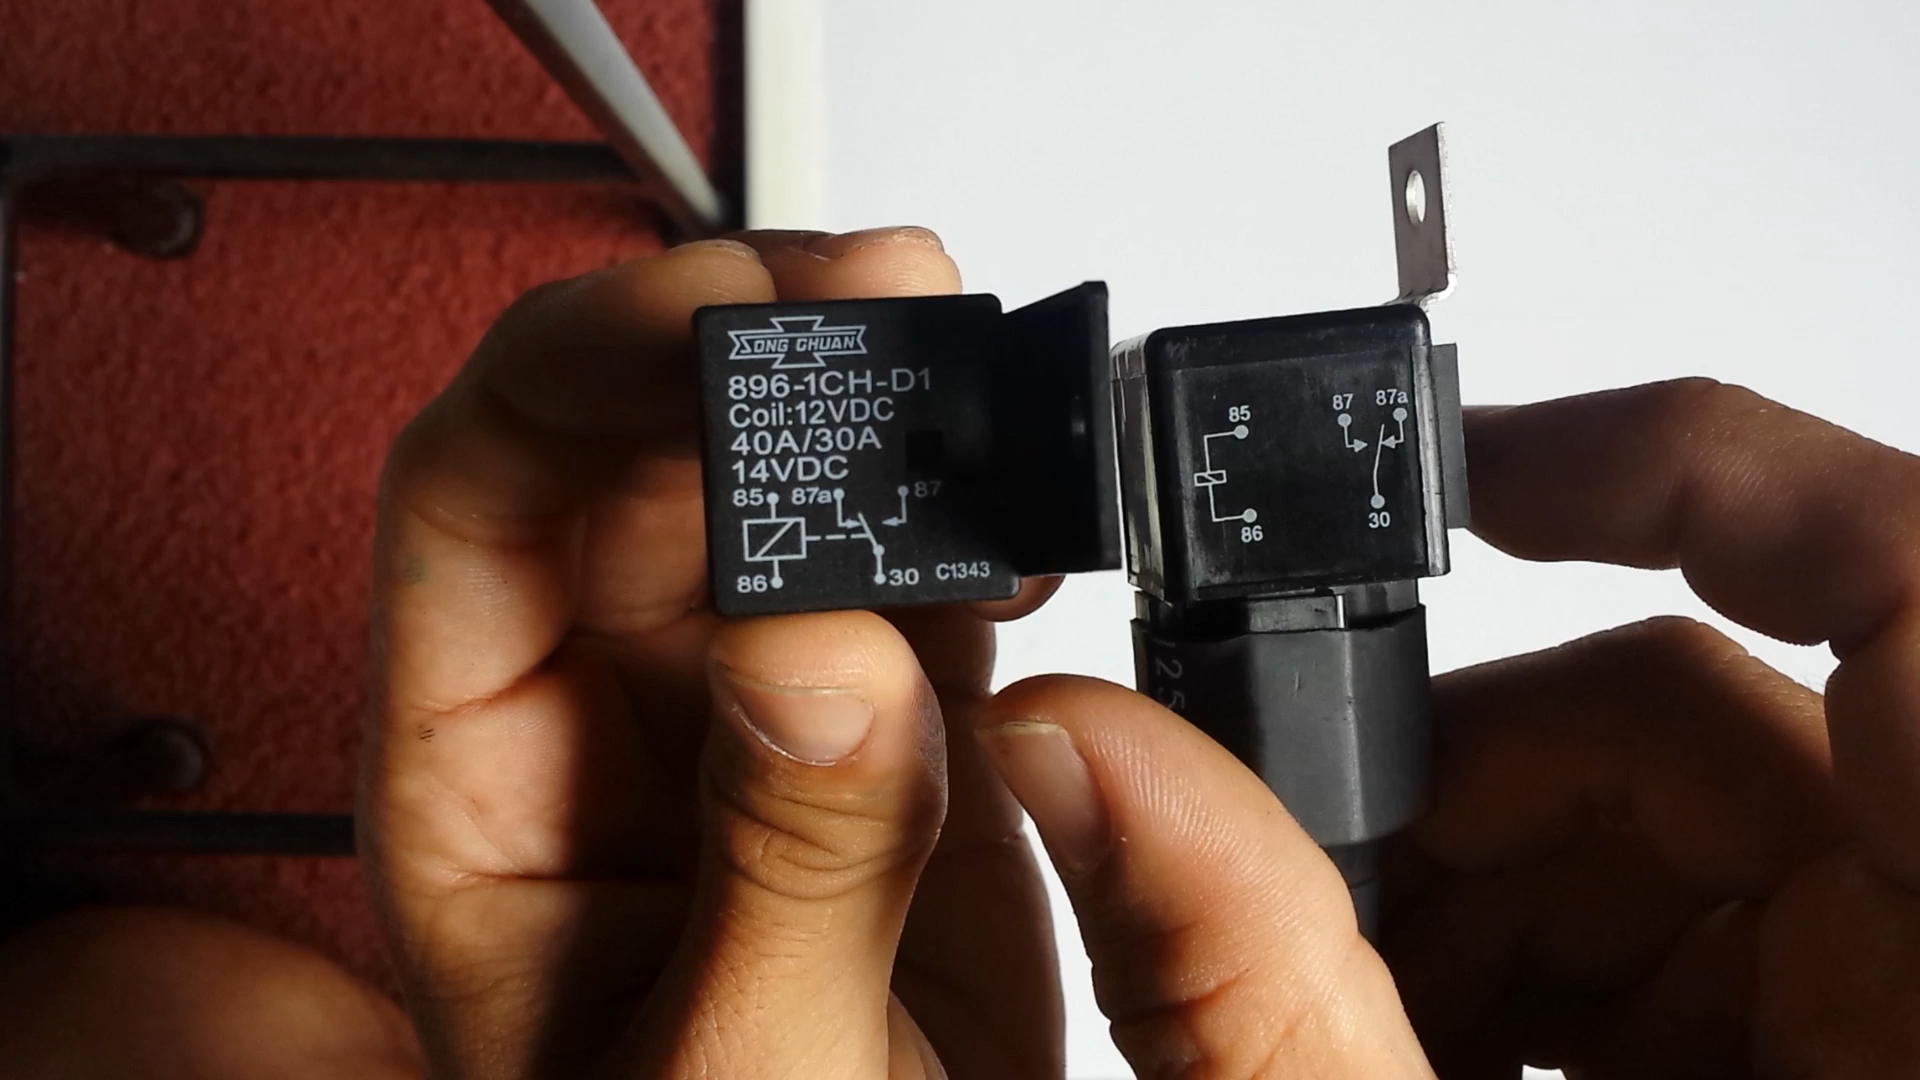 SONG CHUAN
896-1CH-D1
Coil:12VDC
40A/30A
14VDC
85 87a 87
86 30 C1343
85 87 87a
86 30
125